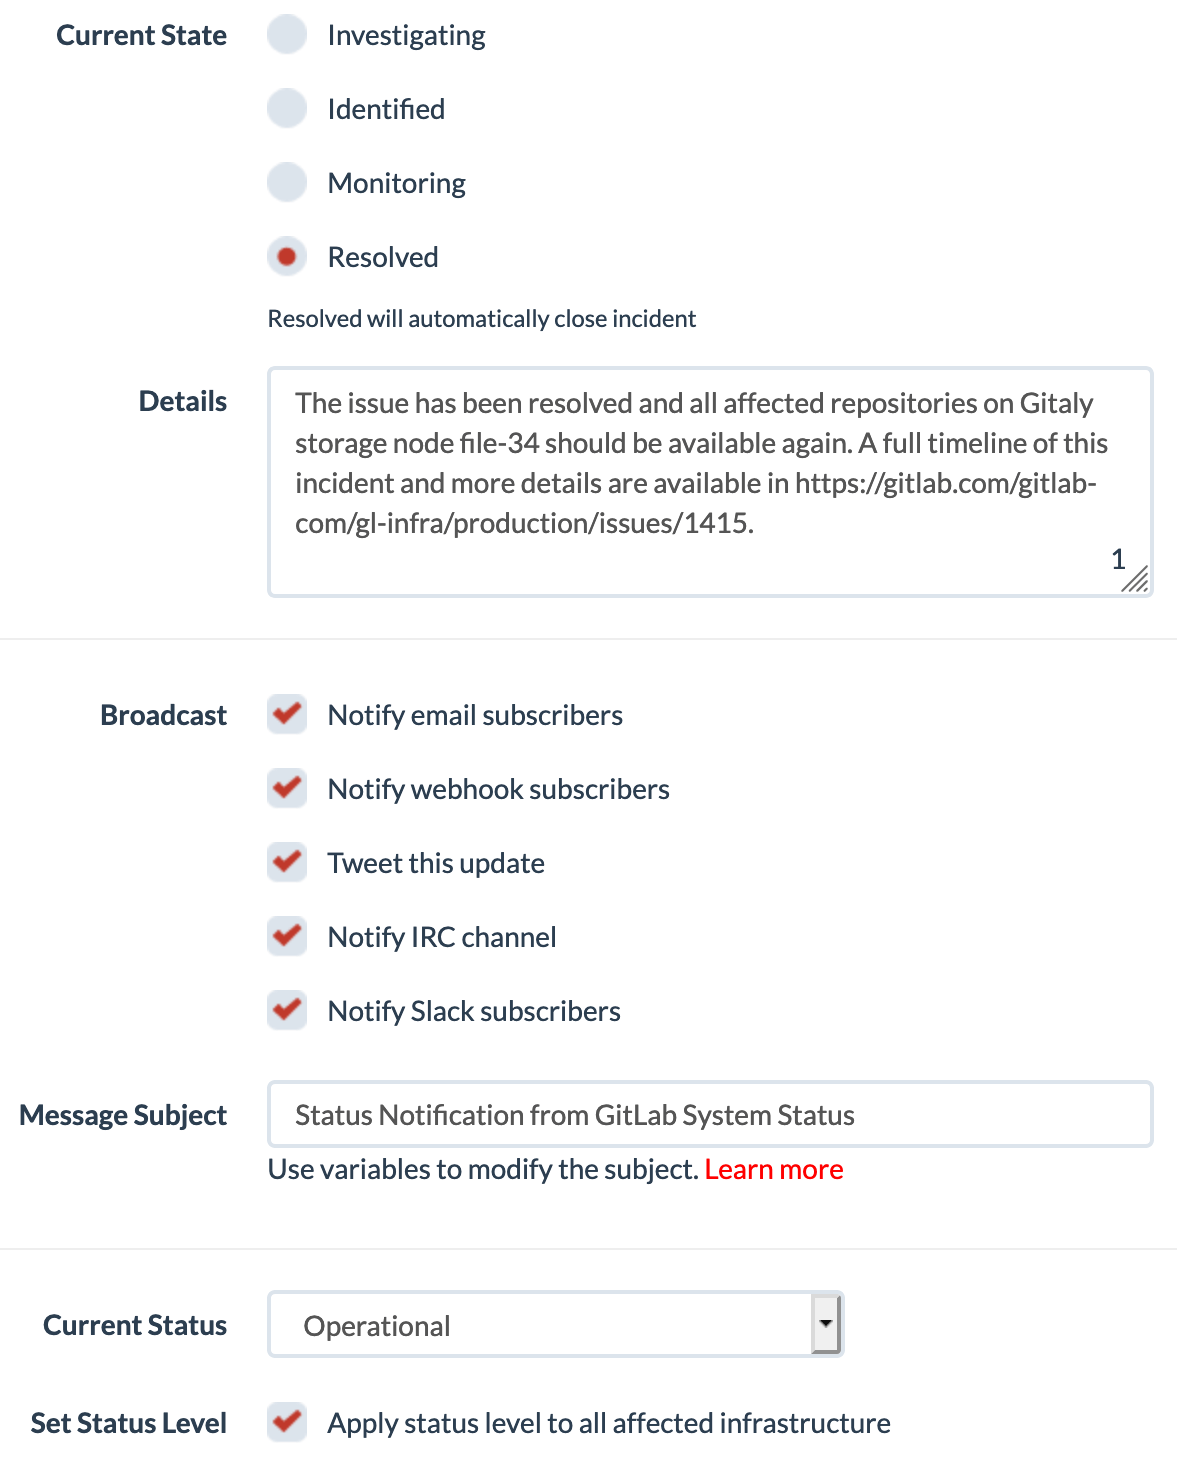 Current State
Investigating
Identified
Monitoring
Resolved
Resolved will automatically close incident
Details
The issue has been resolved and all affected repositories on Gitaly
storage node file-34 should be available again. A full timeline of this
incident and more details are available in https://gitlab.com/gitlab-
com/gl-infra/production/issues/1415.
1
Broadcast
Notify email subscribers
Notify webhook subscribers
Tweet this update
Notify IRC channel
Notify Slack subscribers
Message Subject
Status Notification from GitLab System Status
Use variables to modify the subject. Learn more
Current Status
Operational
Set Status Level
Apply status level to all affected infrastructure